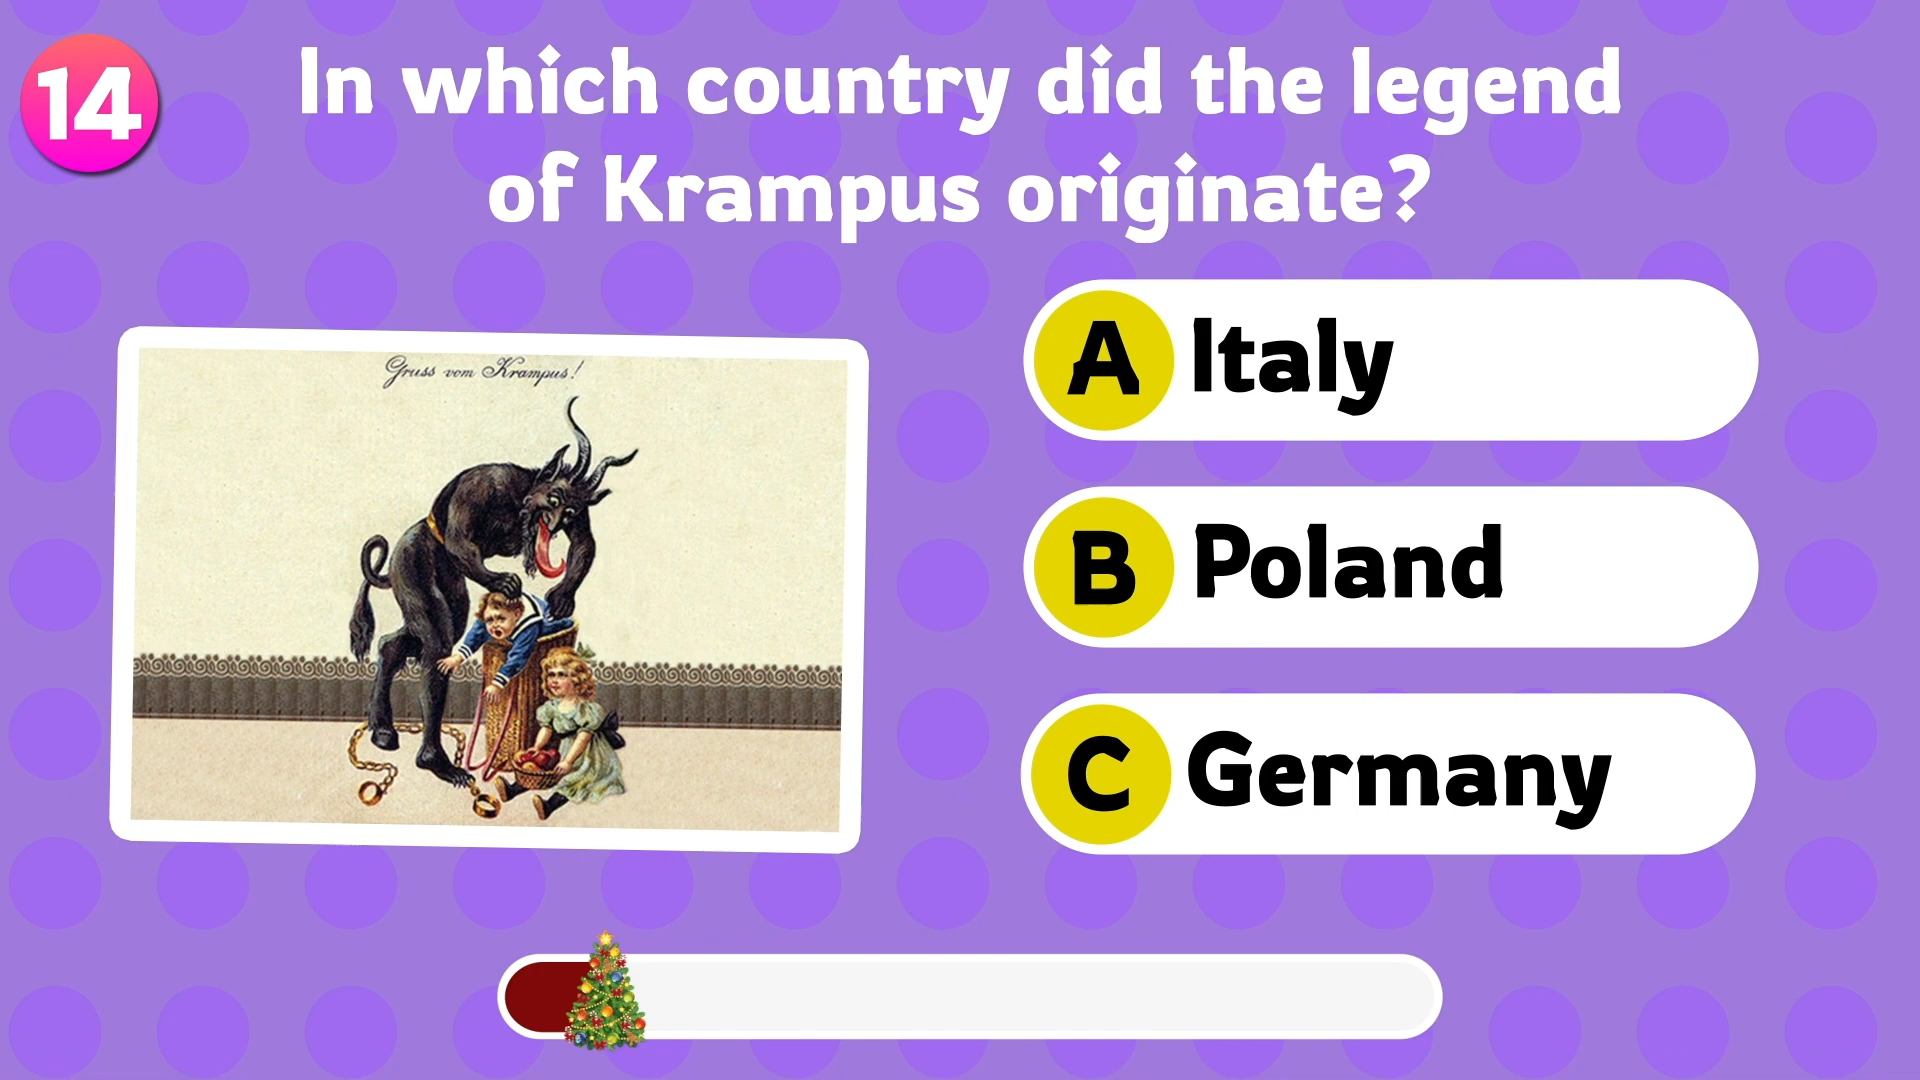 14
In which country did the legend
of Krampus originate?
Gruss vom Krampus!
A Italy
B Poland
C Germany